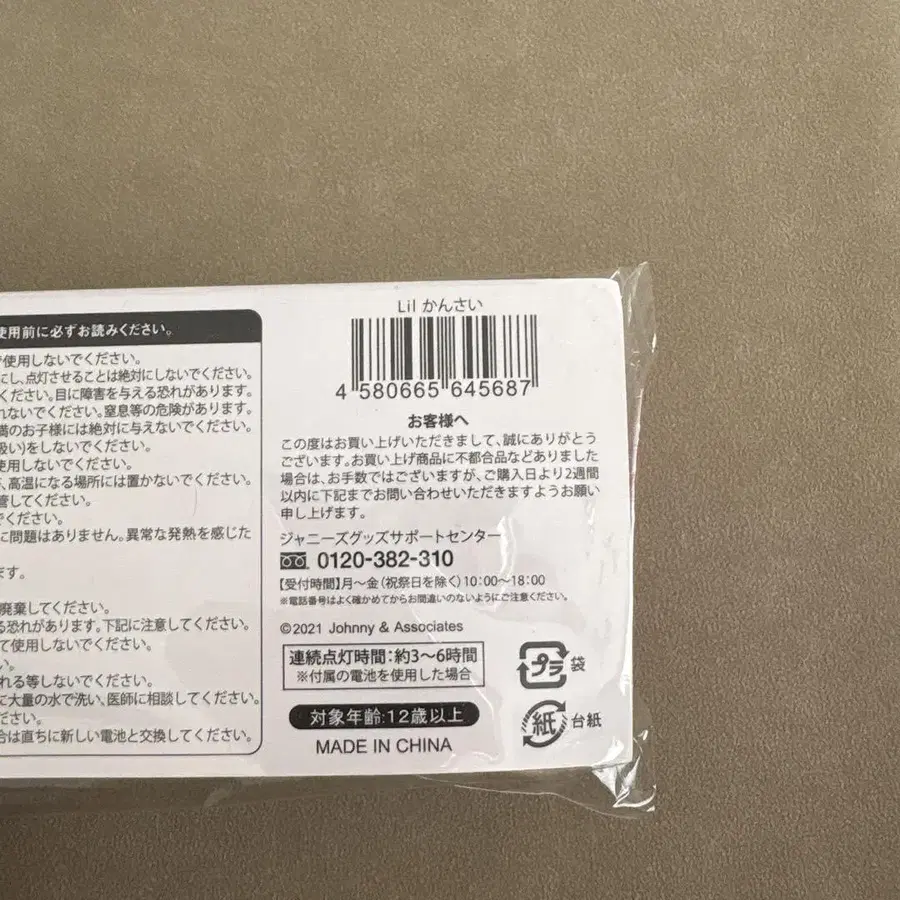 使用前に必ずお読みください。
使用しないでください。
にし、点灯させることは絶対にしないでください。
ください。目に障害を与える恐れがあります。
れないでください。窒息等の危険があります。
満のお子様には絶対に与えないでください。
扱い)をしないでください。
使用しないでください。
、高温になる場所には置かないでください。
管してください。
でください。
に問題はありません。異常な発熱を感じた
ます。
廃棄してください。
る恐れがあります。下記に注意してください。
て使用しないでください。
い。
れる等しないでください。
に大量の水で洗い、医師に相談してください。
ださい。
合は直ちに新しい電池と交換してください。
Lil かんさい
4 580665 645687
お客様へ
この度はお買い上げいただきまして、誠にありがとう
ございます。お買い上げ商品に不都合品などありました
場合は、お手数ではございますが、ご購入日より2週間
以内に下記までお問い合わせいただきますようお願い
申し上げます。
ジャニーズグッズサポートセンター
0120-382-310
【受付時間】月〜金(祝祭日を除く)10:00〜18:00
※電話番号はよく確かめてからお間違いのないようにご注意ください。
©2021 Johnny & Associates
連続点灯時間:約3〜6時間
※付属の電池を使用した場合
プラ 袋
対象年齢:12歳以上
紙 台紙
MADE IN CHINA